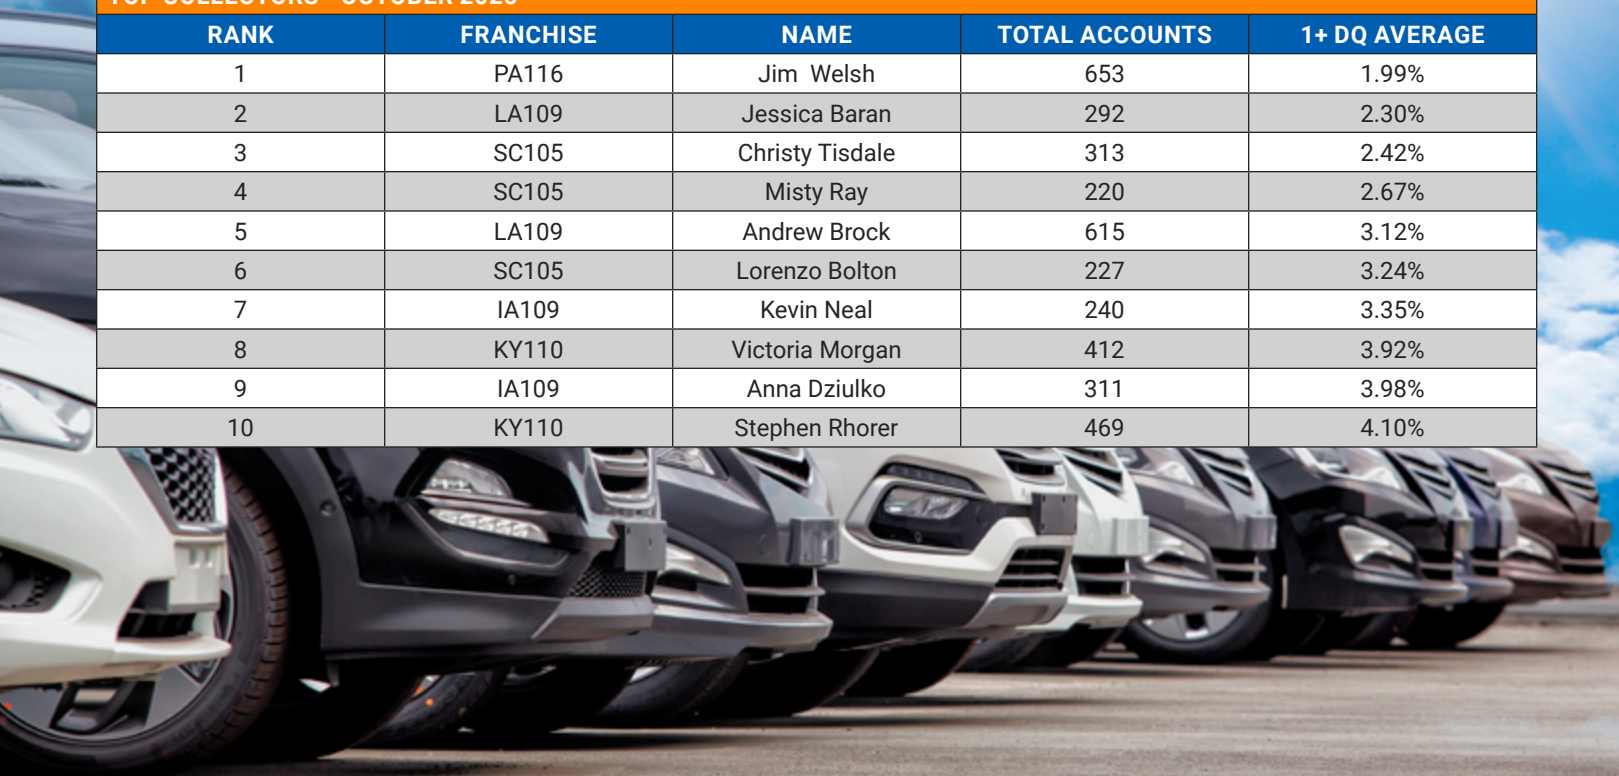 TOP COLLECTORS - OCTOBER
RANK FRANCHISE NAME TOTAL ACCOUNTS 1+ DQ AVERAGE
1 PA116 Jim Welsh 653 1.99%
2 LA109 Jessica Baran 292 2.30%
3 SC105 Christy Tisdale 313 2.42%
4 SC105 Misty Ray 220 2.67%
5 LA109 Andrew Brock 615 3.12%
6 SC105 Lorenzo Bolton 227 3.24%
7 IA109 Kevin Neal 240 3.35%
8 KY110 Victoria Morgan 412 3.92%
9 IA109 Anna Dziulko 311 3.98%
10 KY110 Stephen Rhorer 469 4.10%